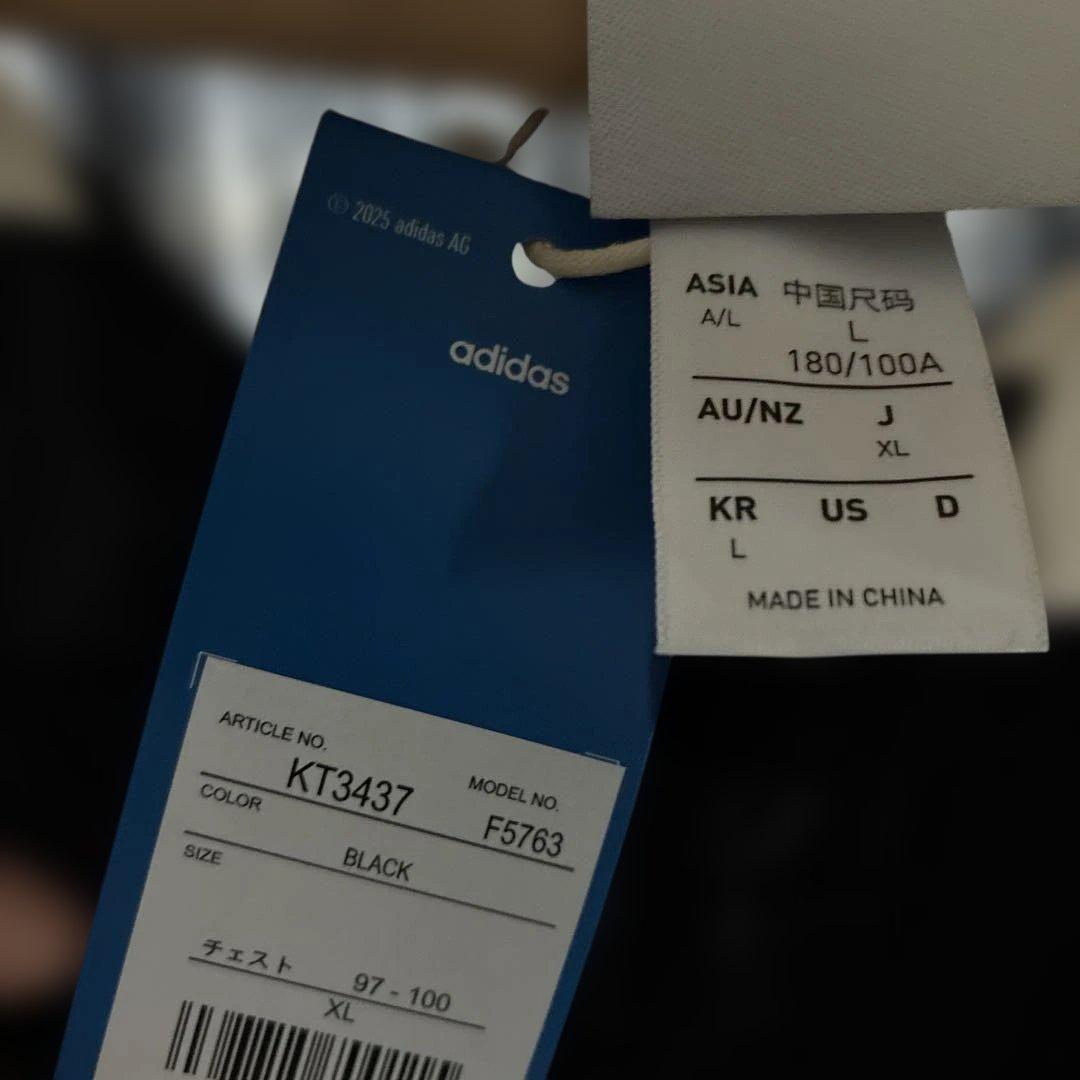 Ⓔ 2025 adidas AG
adidas
ASIA 中国尺码
A/L L
180/100A
AU/NZ J
XL
KR US D
L
MADE IN CHINA
ARTICLE NO. MODEL NO.
KT3437 F5763
COLOR
BLACK
SIZE
チェスト 97 - 100
XL